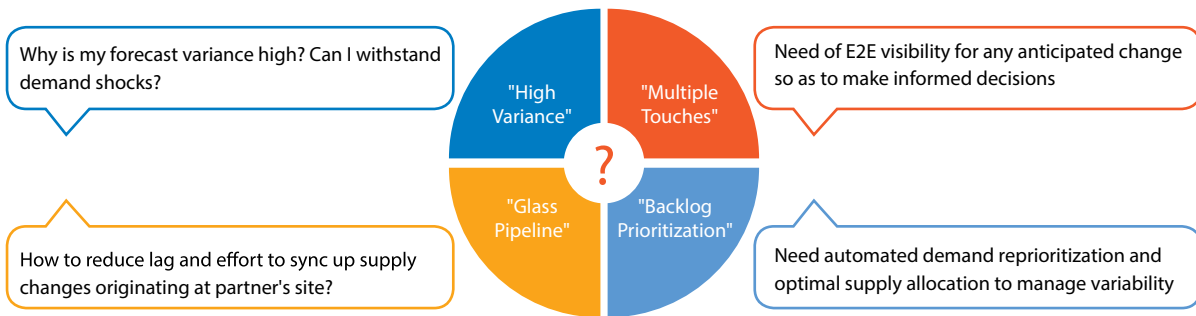 Why is my forecast variance high? Can I withstand
demand shocks?
"High
Variance"
"Multiple
Touches"
Need of E2E visibility for any anticipated change
so as to make informed decisions
?
How to reduce lag and effort to sync up supply
changes originating at partner's site?
"Glass
Pipeline"
"Backlog
Prioritization"
Need automated demand reprioritization and
optimal supply allocation to manage variability